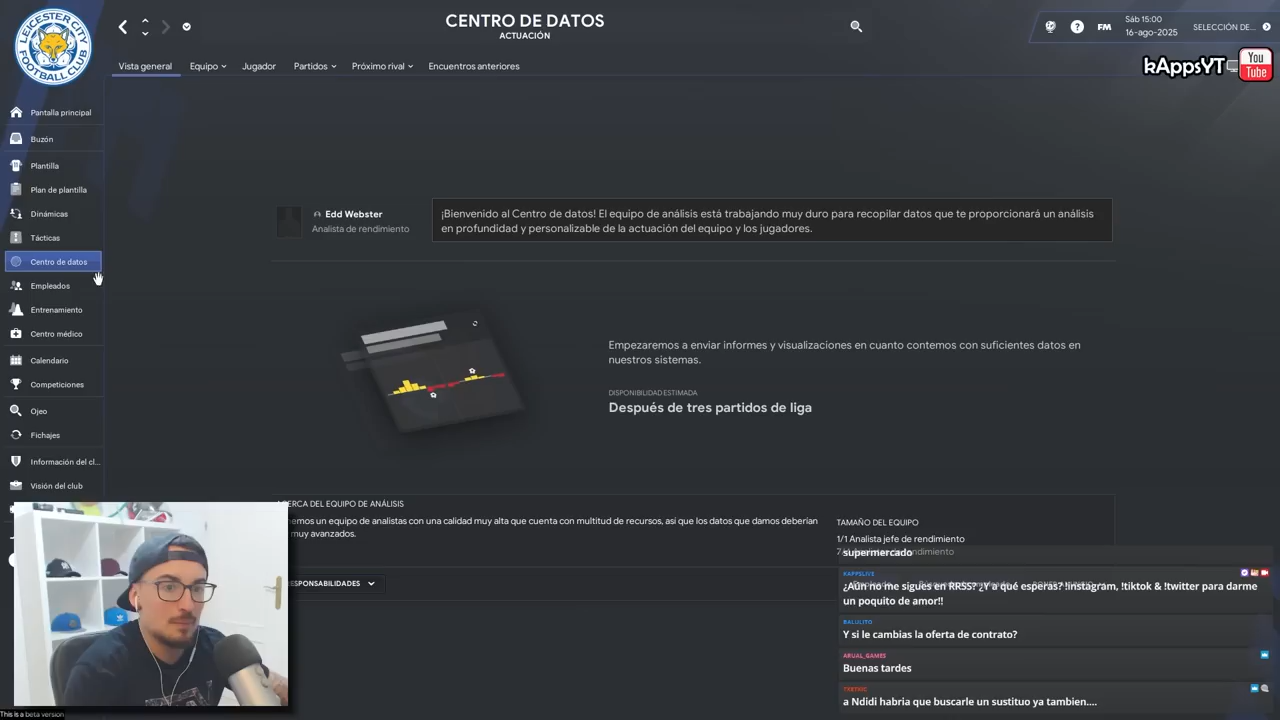 LEICESTER CITY
FOOTBALL CLUB
CENTRO DE DATOS
ACTUACIÓN
FM
Sáb 15:00
16-ago-2025
SELECCIÓN DE...
kAppsYT
You
Tube
Vista general
Equipo
Jugador
Partidos
Próximo rival
Encuentros anteriores
Pantalla principal
Buzón
Plantilla
Plan de plantilla
Dinámicas
Tácticas
Centro de datos
Empleados
Entrenamiento
Centro médico
Calendario
Competiciones
Ojeo
Fichajes
Información del cl...
Visión del club
Edd Webster
Analista de rendimiento
¡Bienvenido al Centro de datos! El equipo de análisis está trabajando muy duro para recopilar datos que te proporcionará un análisis
en profundidad y personalizable de la actuación del equipo y los jugadores.
Empezaremos a enviar informes y visualizaciones en cuanto contemos con suficientes datos en
nuestros sistemas.
DISPONIBILIDAD ESTIMADA
Después de tres partidos de liga
ACERCA DEL EQUIPO DE ANÁLISIS
nemos un equipo de analistas con una calidad muy alta que cuenta con multitud de recursos, así que los datos que damos deberían
muy avanzados.
RESPONSABILIDADES
TAMAÑO DEL EQUIPO
1/1 Analista jefe de rendimiento
supermercado
KAPPSLIVE
¿Aún no me sigues en RRSS? ¿Y a qué esperas? !instagram, !tiktok & !twitter para darme
un poquito de amor!!
BALULITO
Y si le cambias la oferta de contrato?
ARUAL_GAMES
Buenas tardes
a Ndidi habria que buscarle un sustituo ya tambien....
This is a beta version